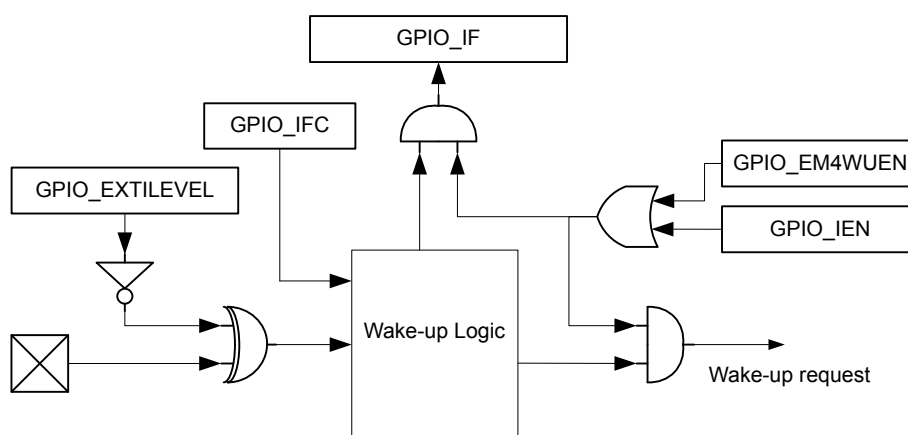 GPIO_IF
GPIO_IFC
GPIO_EXTILEVEL
GPIO_EM4WUEN
GPIO_IEN
Wake-up Logic
Wake-up request